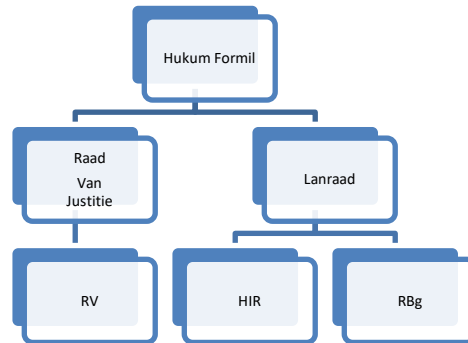 Hukum Formil
Raad
Van
Justitie
Lanraad
RV
HIR
RBg